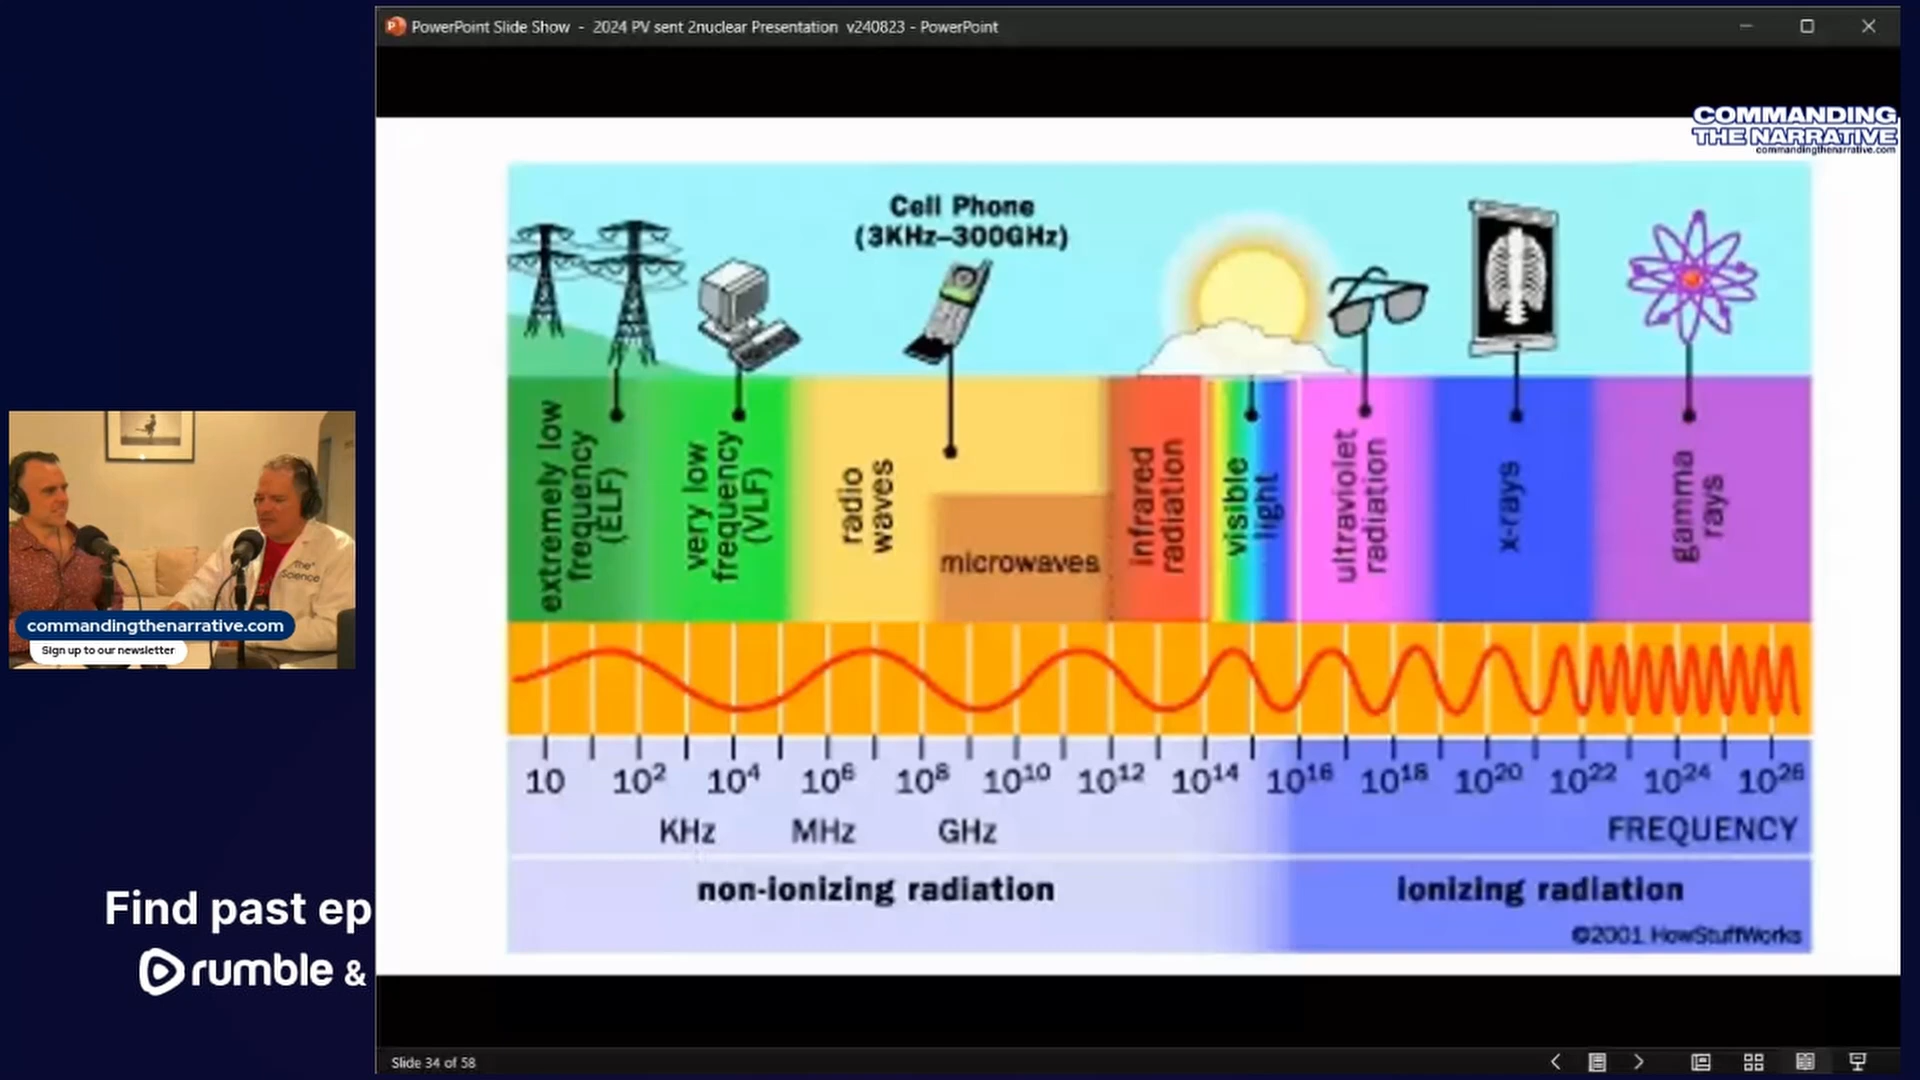 PowerPoint Slide Show - 2024 PV sent 2nuclear Presentation v240823 - PowerPoint
COMMANDING
THE NARRATIVE
commandingthenarrative.com
Cell Phone
(3KHz–300GHz)
extremely low
frequency
(ELF)
very low
frequency
(VLF)
radio
waves
microwaves
infrared
radiation
visible
light
ultraviolet
radiation
x-rays
gamma
rays
10 10² 10⁴ 10⁶ 10⁸ 10¹⁰ 10¹² 10¹⁴ 10¹⁶ 10¹⁸ 10²⁰ 10²² 10²⁴ 10²⁶
KHz MHz GHz FREQUENCY
non-ionizing radiation ionizing radiation
©2001 HowStuffWorks
the
Science
commandingthenarrative.com
Sign up to our newsletter
Find past ep
rumble &
Slide 34 of 58